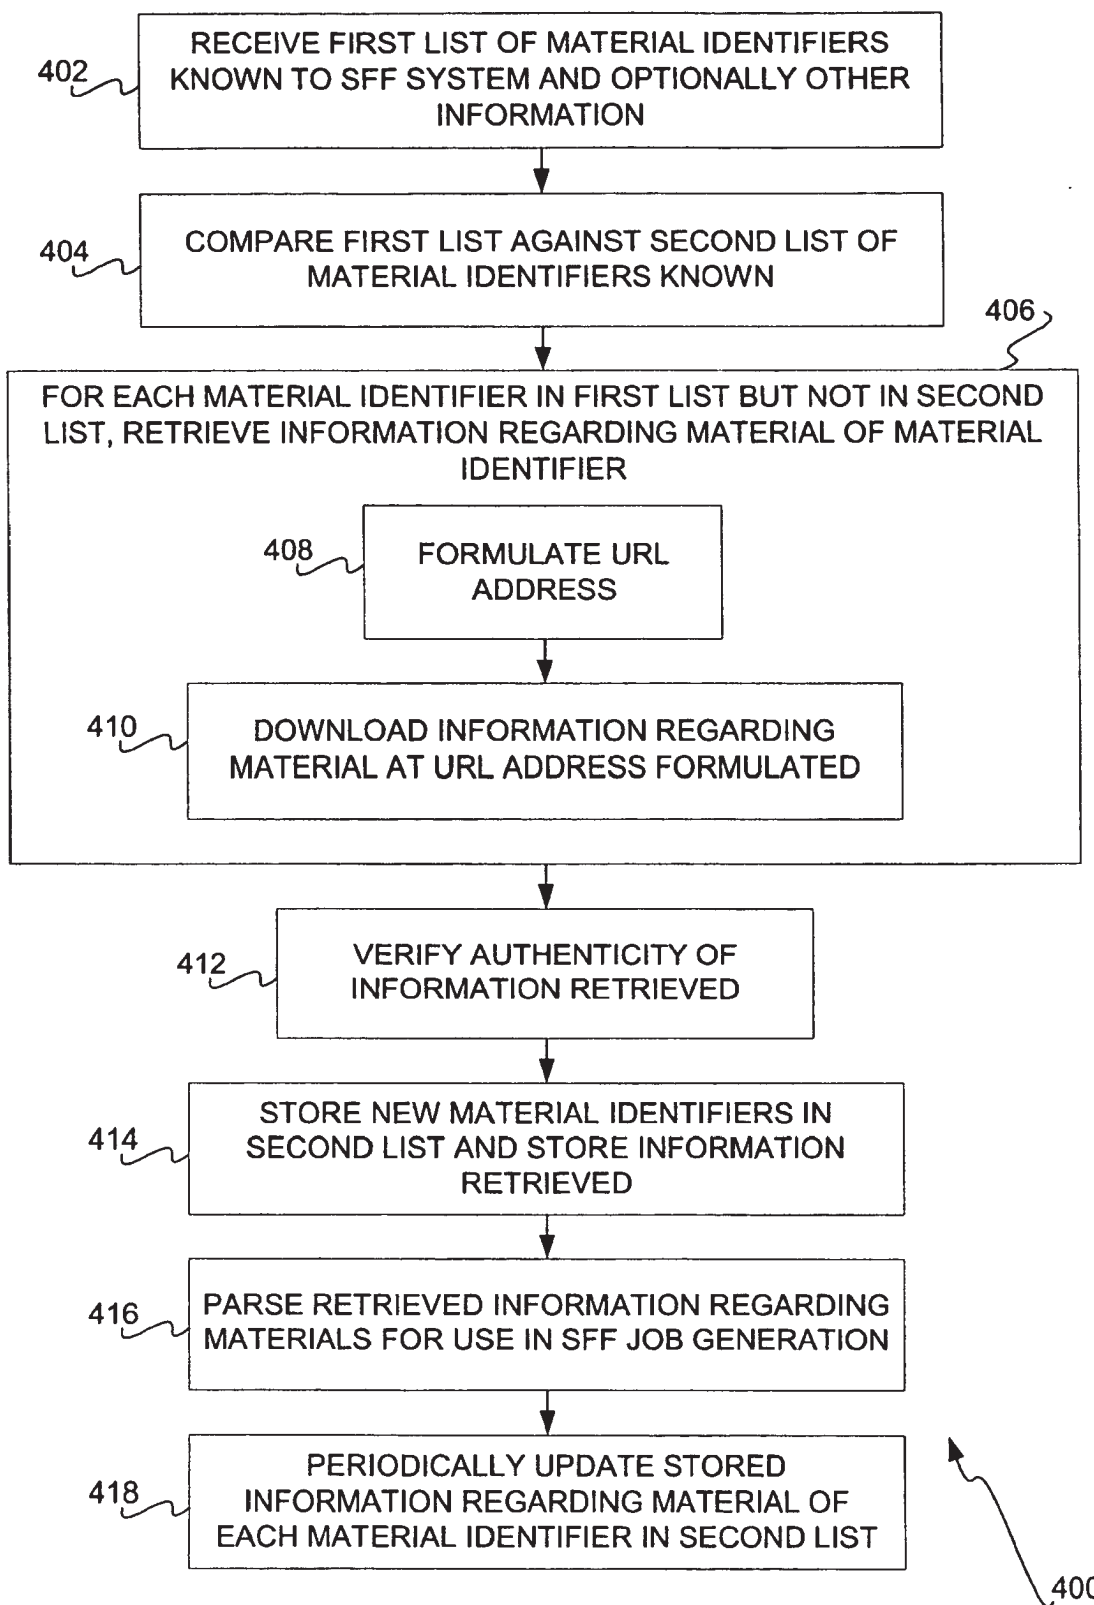 RECEIVE FIRST LIST OF MATERIAL IDENTIFIERS
KNOWN TO SFF SYSTEM AND OPTIONALLY OTHER
INFORMATION
402
COMPARE FIRST LIST AGAINST SECOND LIST OF
MATERIAL IDENTIFIERS KNOWN
404
406
FOR EACH MATERIAL IDENTIFIER IN FIRST LIST BUT NOT IN SECOND
LIST, RETRIEVE INFORMATION REGARDING MATERIAL OF MATERIAL
IDENTIFIER
408
FORMULATE URL
ADDRESS
410
DOWNLOAD INFORMATION REGARDING
MATERIAL AT URL ADDRESS FORMULATED
412
VERIFY AUTHENTICITY OF
INFORMATION RETRIEVED
414
STORE NEW MATERIAL IDENTIFIERS IN
SECOND LIST AND STORE INFORMATION
RETRIEVED
416
PARSE RETRIEVED INFORMATION REGARDING
MATERIALS FOR USE IN SFF JOB GENERATION
418
PERIODICALLY UPDATE STORED
INFORMATION REGARDING MATERIAL OF
EACH MATERIAL IDENTIFIER IN SECOND LIST
400